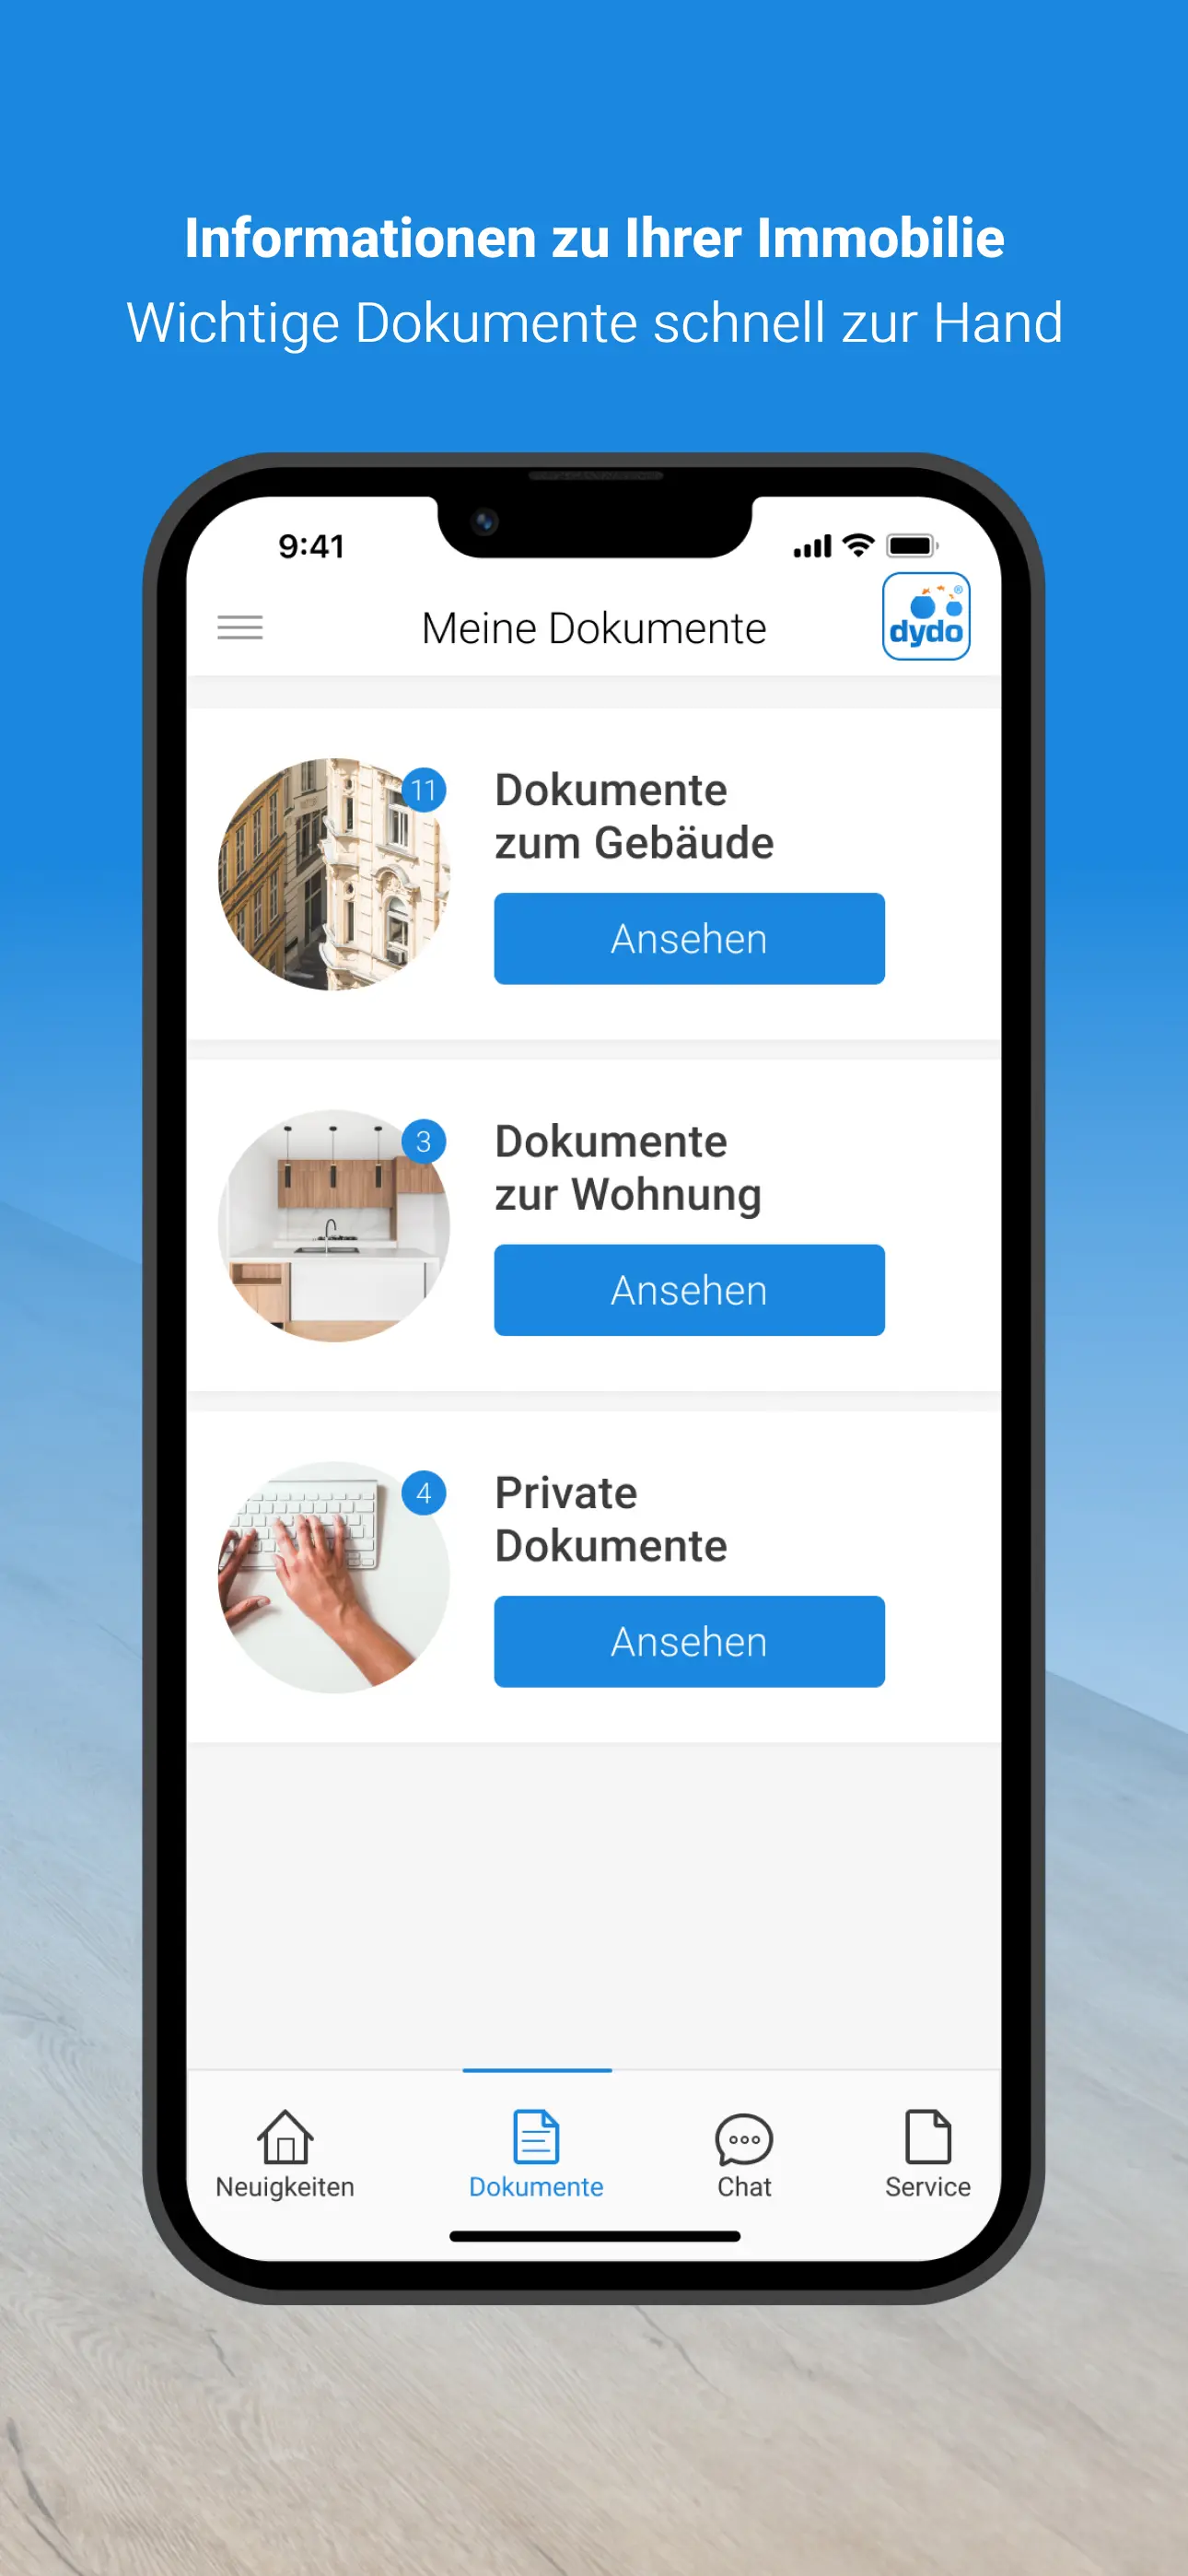 Informationen zu Ihrer Immobilie
Wichtige Dokumente schnell zur Hand
9:41
Meine Dokumente
®
dydo
11
Dokumente
zum Gebäude
Ansehen
3
Dokumente
zur Wohnung
Ansehen
4
Private
Dokumente
Ansehen
Neuigkeiten
Dokumente
Chat
Service